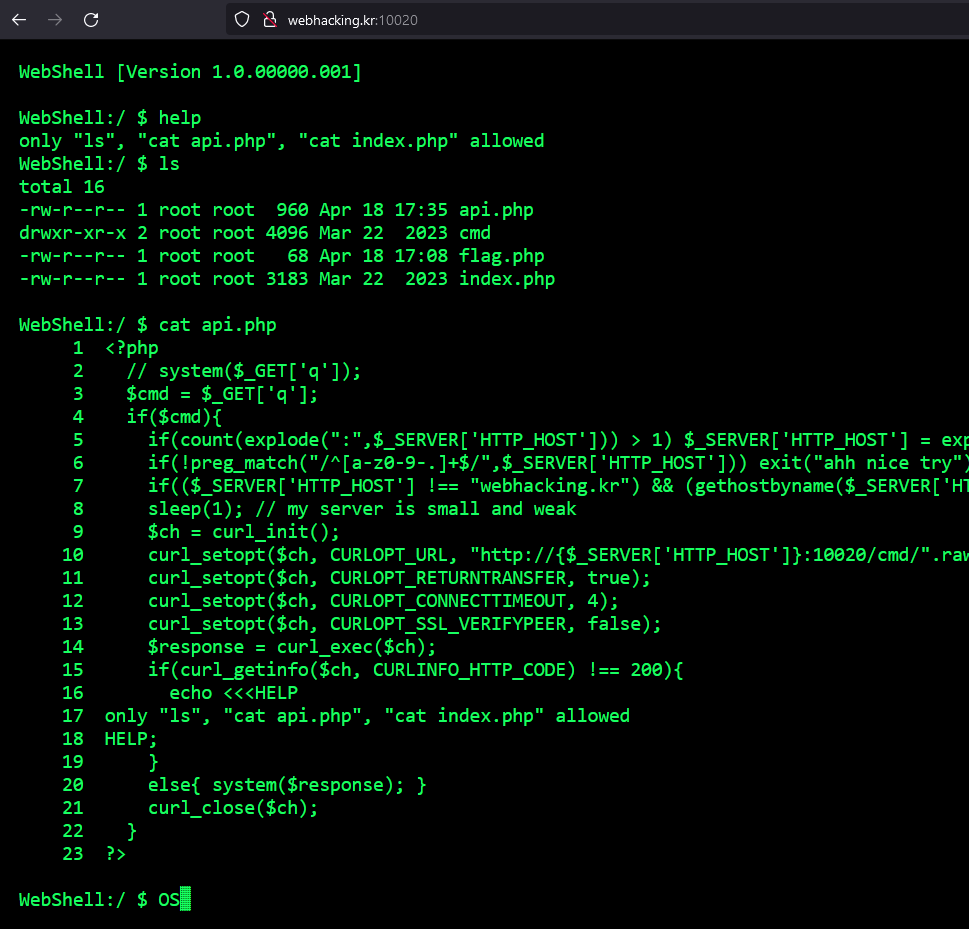 webhacking.kr:10020
WebShell [Version 1.0.00000.001]
WebShell:/ $ help
only "ls", "cat api.php", "cat index.php" allowed
WebShell:/ $ ls
total 16
-rw-r--r-- 1 root root  960 Apr 18 17:35 api.php
drwxr-xr-x 2 root root 4096 Mar 22  2023 cmd
-rw-r--r-- 1 root root   68 Apr 18 17:08 flag.php
-rw-r--r-- 1 root root 3183 Mar 22  2023 index.php
WebShell:/ $ cat api.php
     1  <?php
     2    // system($_GET['q']);
     3    $cmd = $_GET['q'];
     4    if($cmd){
     5      if(count(explode(":",$_SERVER['HTTP_HOST'])) > 1) $_SERVER['HTTP_HOST'] = exp
     6      if(!preg_match("/^[a-z0-9-.]+$/",$_SERVER['HTTP_HOST'])) exit("ahh nice try")
     7      if(($_SERVER['HTTP_HOST'] !== "webhacking.kr") && (gethostbyname($_SERVER['HT
     8      sleep(1); // my server is small and weak
     9      $ch = curl_init();
    10      curl_setopt($ch, CURLOPT_URL, "http://{$_SERVER['HTTP_HOST']}:10020/cmd/".raw
    11      curl_setopt($ch, CURLOPT_RETURNTRANSFER, true);
    12      curl_setopt($ch, CURLOPT_CONNECTTIMEOUT, 4);
    13      curl_setopt($ch, CURLOPT_SSL_VERIFYPEER, false);
    14      $response = curl_exec($ch);
    15      if(curl_getinfo($ch, CURLINFO_HTTP_CODE) !== 200){
    16        echo <<<HELP
    17  only "ls", "cat api.php", "cat index.php" allowed
    18  HELP;
    19      }
    20      else{ system($response); }
    21      curl_close($ch);
    22    }
    23  ?>
WebShell:/ $ OS